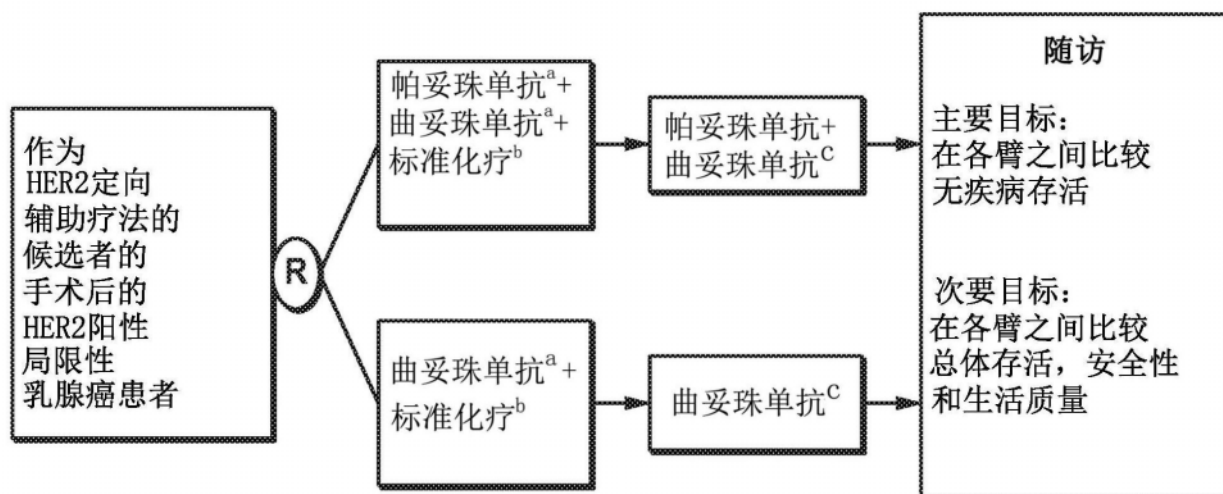 作为
HER2定向
辅助疗法的
候选者的
手术后的
HER2阳性
局限性
乳腺癌患者
R
帕妥珠单抗a+
曲妥珠单抗a+
标准化疗b
帕妥珠单抗+
曲妥珠单抗C
曲妥珠单抗a+
标准化疗b
曲妥珠单抗C
随访
主要目标：
在各臂之间比较
无疾病存活
次要目标：
在各臂之间比较
总体存活，安全性
和生活质量